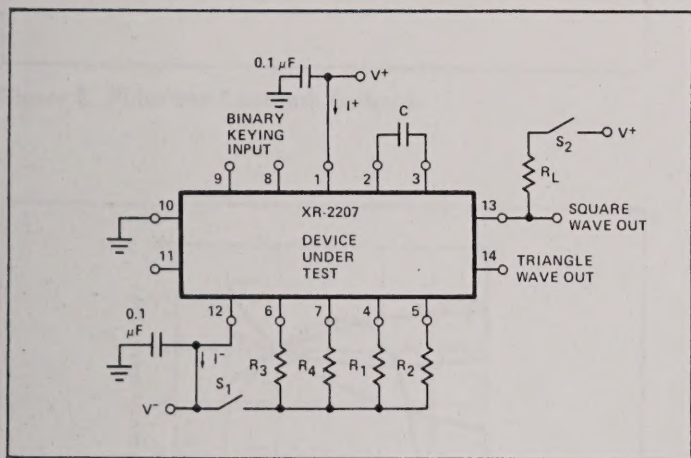 0.1 µF
V+
I+
C
BINARY
KEYING
INPUT
S2
V+
RL
9
8
1
2
3
10
XR-2207
13
SQUARE
WAVE OUT
DEVICE
UNDER
TEST
11
14
TRIANGLE
WAVE OUT
12
6
7
4
5
0.1
µF
I-
S1
R3
R4
R1
R2
V-